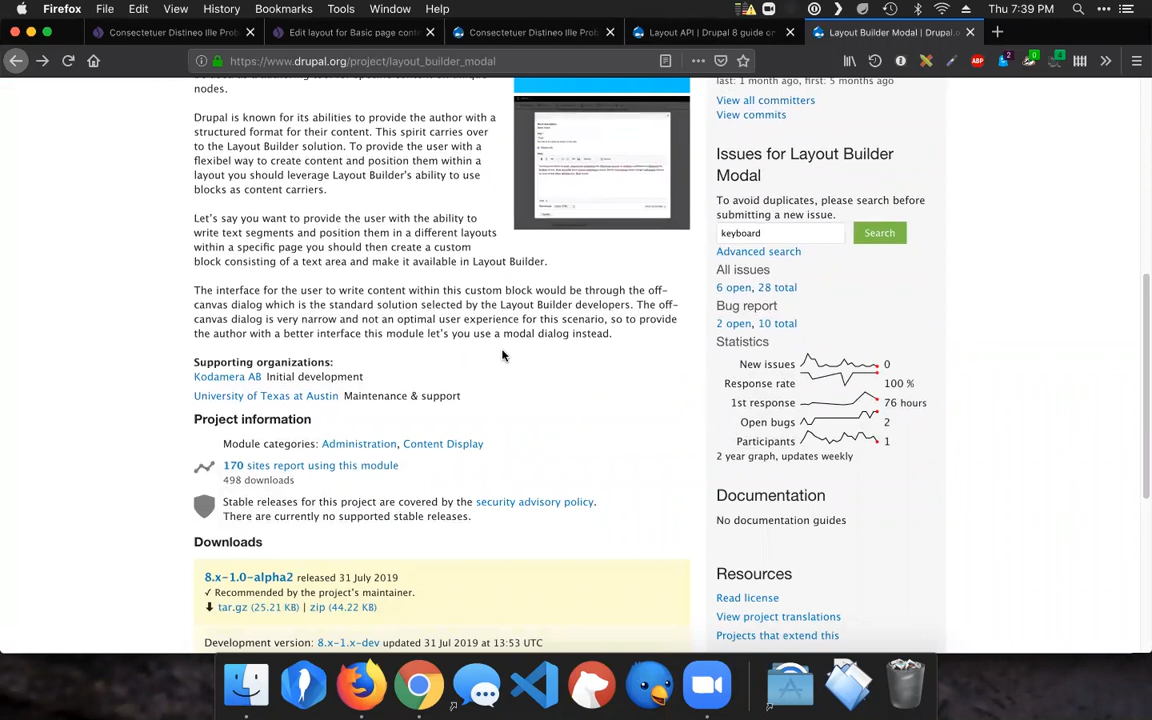 Firefox File Edit View History Bookmarks Tools Window Help
Thu 7:39 PM
Consectetuer Distineo Ille Prob
Edit layout for Basic page cont
Consectetuer Distineo Ille Prob
Layout API | Drupal 8 guide on
Layout Builder Modal | Drupal.o
https://www.drupal.org/project/layout_builder_modal
ABP
2
0
4
nodes.
Drupal is known for its abilities to provide the author with a
structured format for their content. This spirit carries over
to the Layout Builder solution. To provide the user with a
flexibel way to create content and position them within a
layout you should leverage Layout Builder's ability to use
blocks as content carriers.
Let's say you want to provide the user with the ability to
write text segments and position them in a different layouts
within a specific page you should then create a custom
block consisting of a text area and make it available in Layout Builder.
The interface for the user to write content within this custom block would be through the off-
canvas dialog which is the standard solution selected by the Layout Builder developers. The off-
canvas dialog is very narrow and not an optimal user experience for this scenario, so to provide
the author with a better interface this module let's you use a modal dialog instead.
Supporting organizations:
Kodamera AB Initial development
University of Texas at Austin Maintenance & support
Project information
Module categories: Administration, Content Display
170 sites report using this module
498 downloads
Stable releases for this project are covered by the security advisory policy.
There are currently no supported stable releases.
Downloads
8.x-1.0-alpha2 released 31 July 2019
✓ Recommended by the project's maintainer.
tar.gz (25.21 KB) | zip (44.22 KB)
Development version: 8.x-1.x-dev updated 31 Jul 2019 at 13:53 UTC
last: 1 month ago, first: 5 months ago
View all committers
View commits
Issues for Layout Builder
Modal
To avoid duplicates, please search before
submitting a new issue.
keyboard
Search
Advanced search
All issues
6 open, 28 total
Bug report
2 open, 10 total
Statistics
New issues 0
Response rate 100 %
1st response 76 hours
Open bugs 2
Participants 1
2 year graph, updates weekly
Documentation
No documentation guides
Resources
Read license
View project translations
Projects that extend this